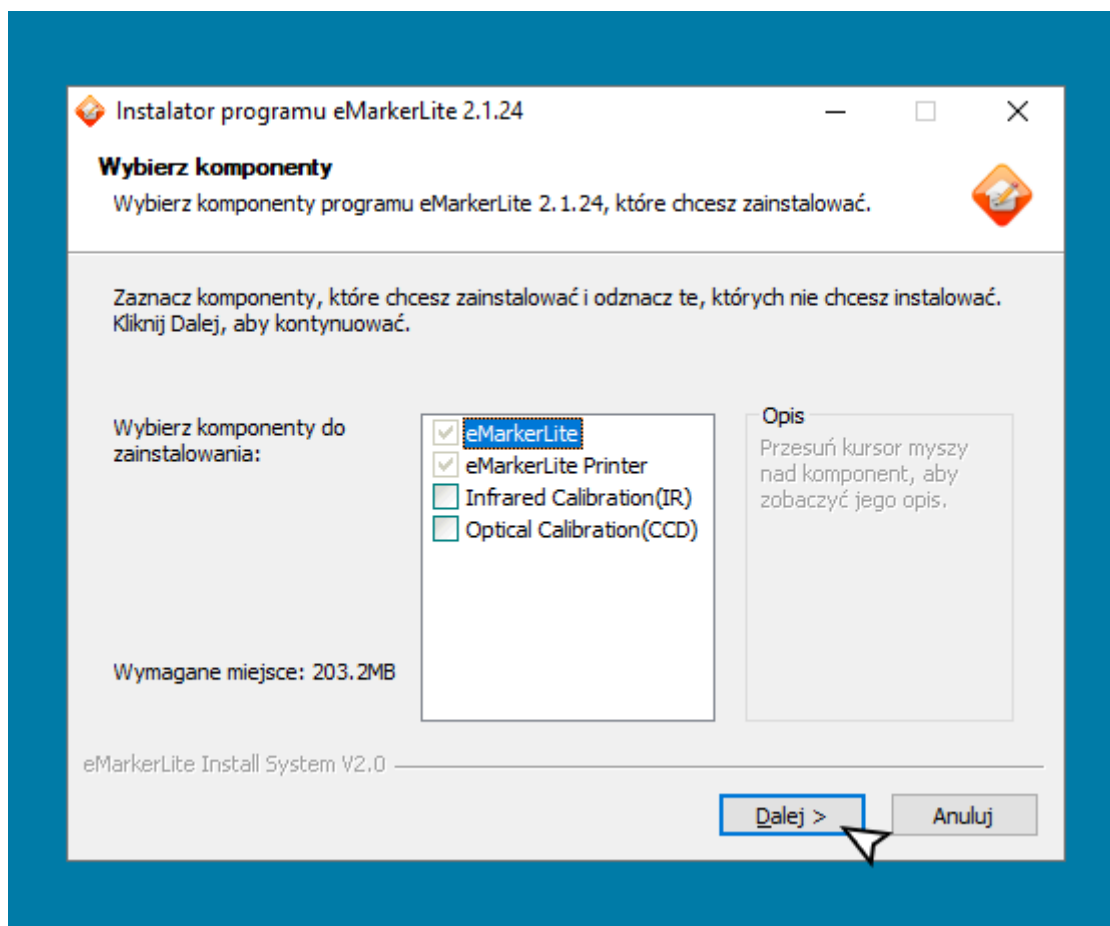 Instalator programu eMarkerLite 2.1.24
Wybierz komponenty
Wybierz komponenty programu eMarkerLite 2.1.24, które chcesz zainstalować.
Zaznacz komponenty, które chcesz zainstalować i odznacz te, których nie chcesz instalować.
Kliknij Dalej, aby kontynuować.
Wybierz komponenty do
zainstalowania:
eMarkerLite
eMarkerLite Printer
Infrared Calibration(IR)
Optical Calibration(CCD)
Opis
Przesuń kursor myszy
nad komponent, aby
zobaczyć jego opis.
Wymagane miejsce: 203.2MB
eMarkerLite Install System V2.0
Dalej >
Anuluj